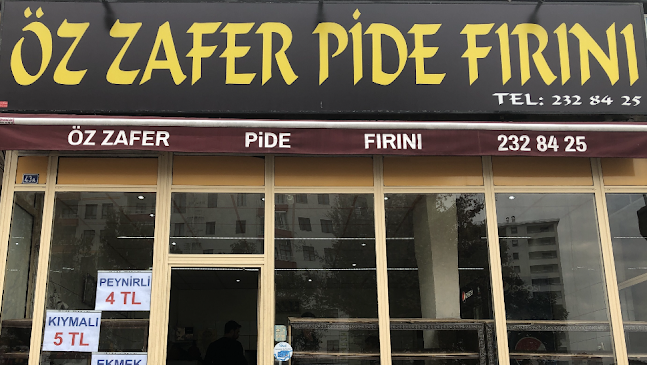 ÖZ ZAFER PİDE FIRINI
TEL: 232 84 25
ÖZ ZAFER PiDE FIRINI 232 84 25
PEYNİRLİ
4 TL
KIYMALI
5 TL
EKMEK